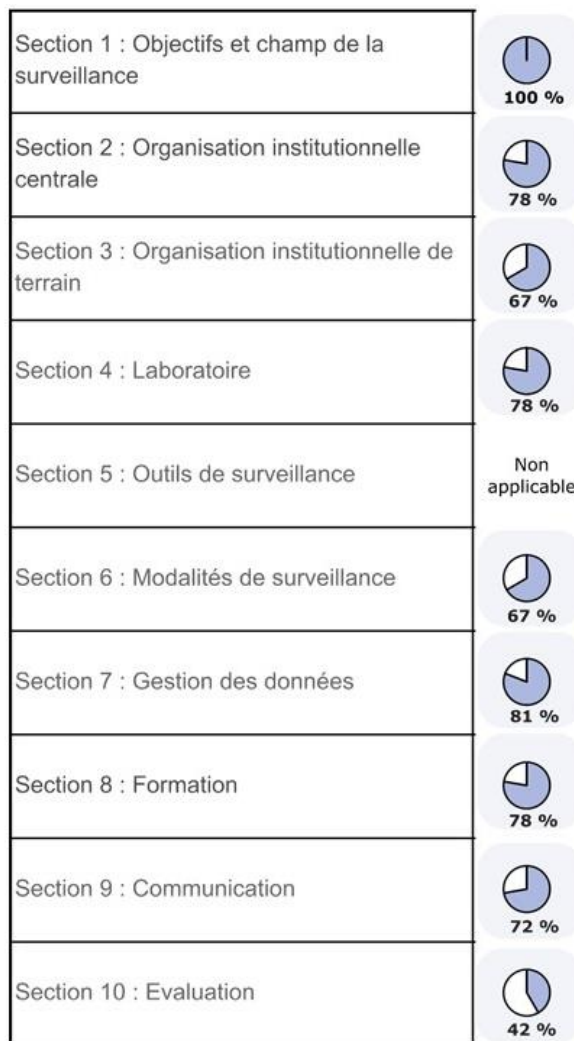 Section 1 : Objectifs et champ de la
surveillance
100 %
Section 2 : Organisation institutionnelle
centrale
78 %
Section 3 : Organisation institutionnelle de
terrain
67 %
Section 4 : Laboratoire
78 %
Section 5 : Outils de surveillance
Non
applicable
Section 6 : Modalités de surveillance
67 %
Section 7 : Gestion des données
81 %
Section 8 : Formation
78 %
Section 9 : Communication
72 %
Section 10 : Evaluation
42 %